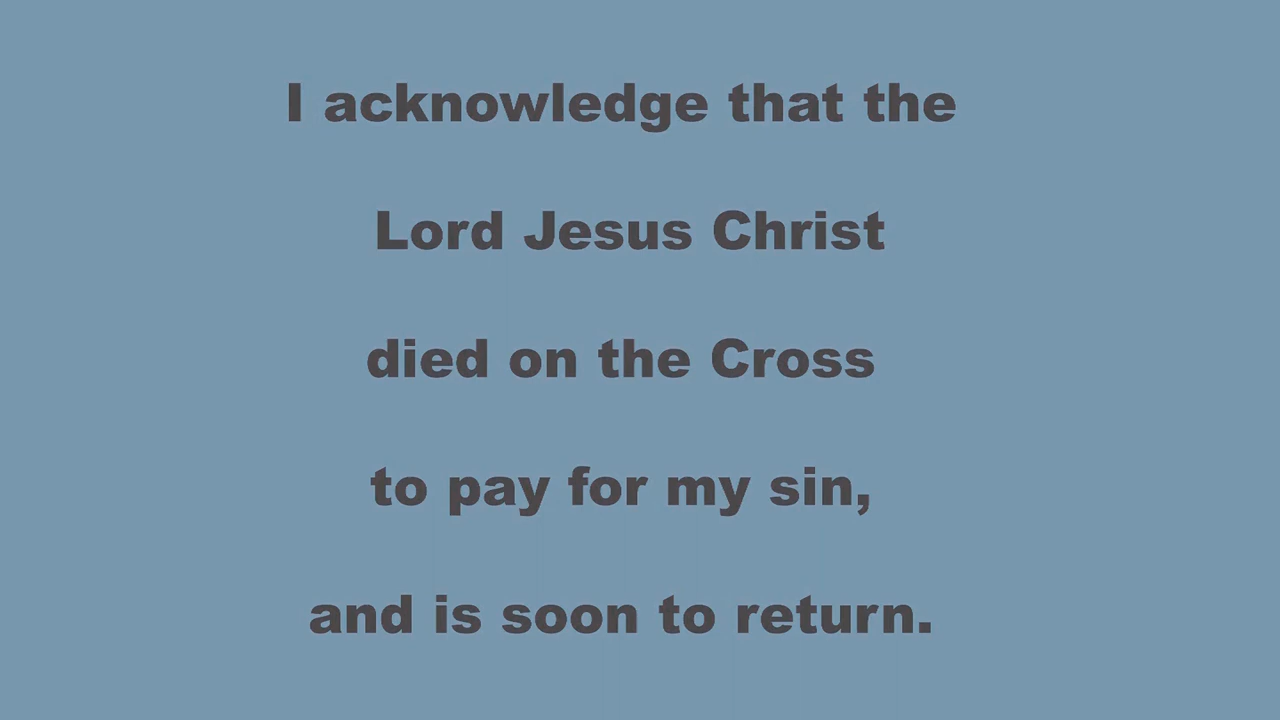 I acknowledge that the
Lord Jesus Christ
died on the Cross
to pay for my sin,
and is soon to return.